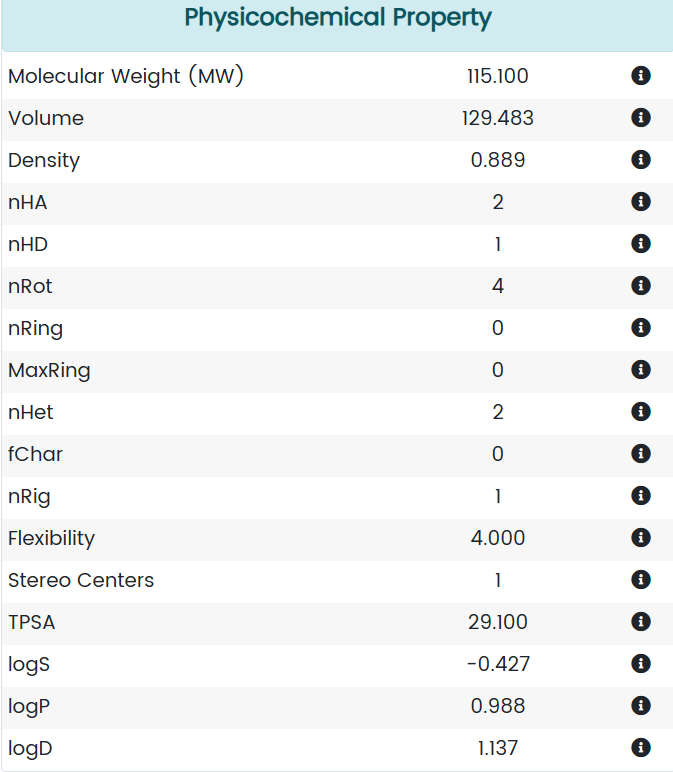 Physicochemical Property
Molecular Weight (MW) 115.100
Volume 129.483
Density 0.889
nHA 2
nHD 1
nRot 4
nRing 0
MaxRing 0
nHet 2
fChar 0
nRig 1
Flexibility 4.000
Stereo Centers 1
TPSA 29.100
logS -0.427
logP 0.988
logD 1.137